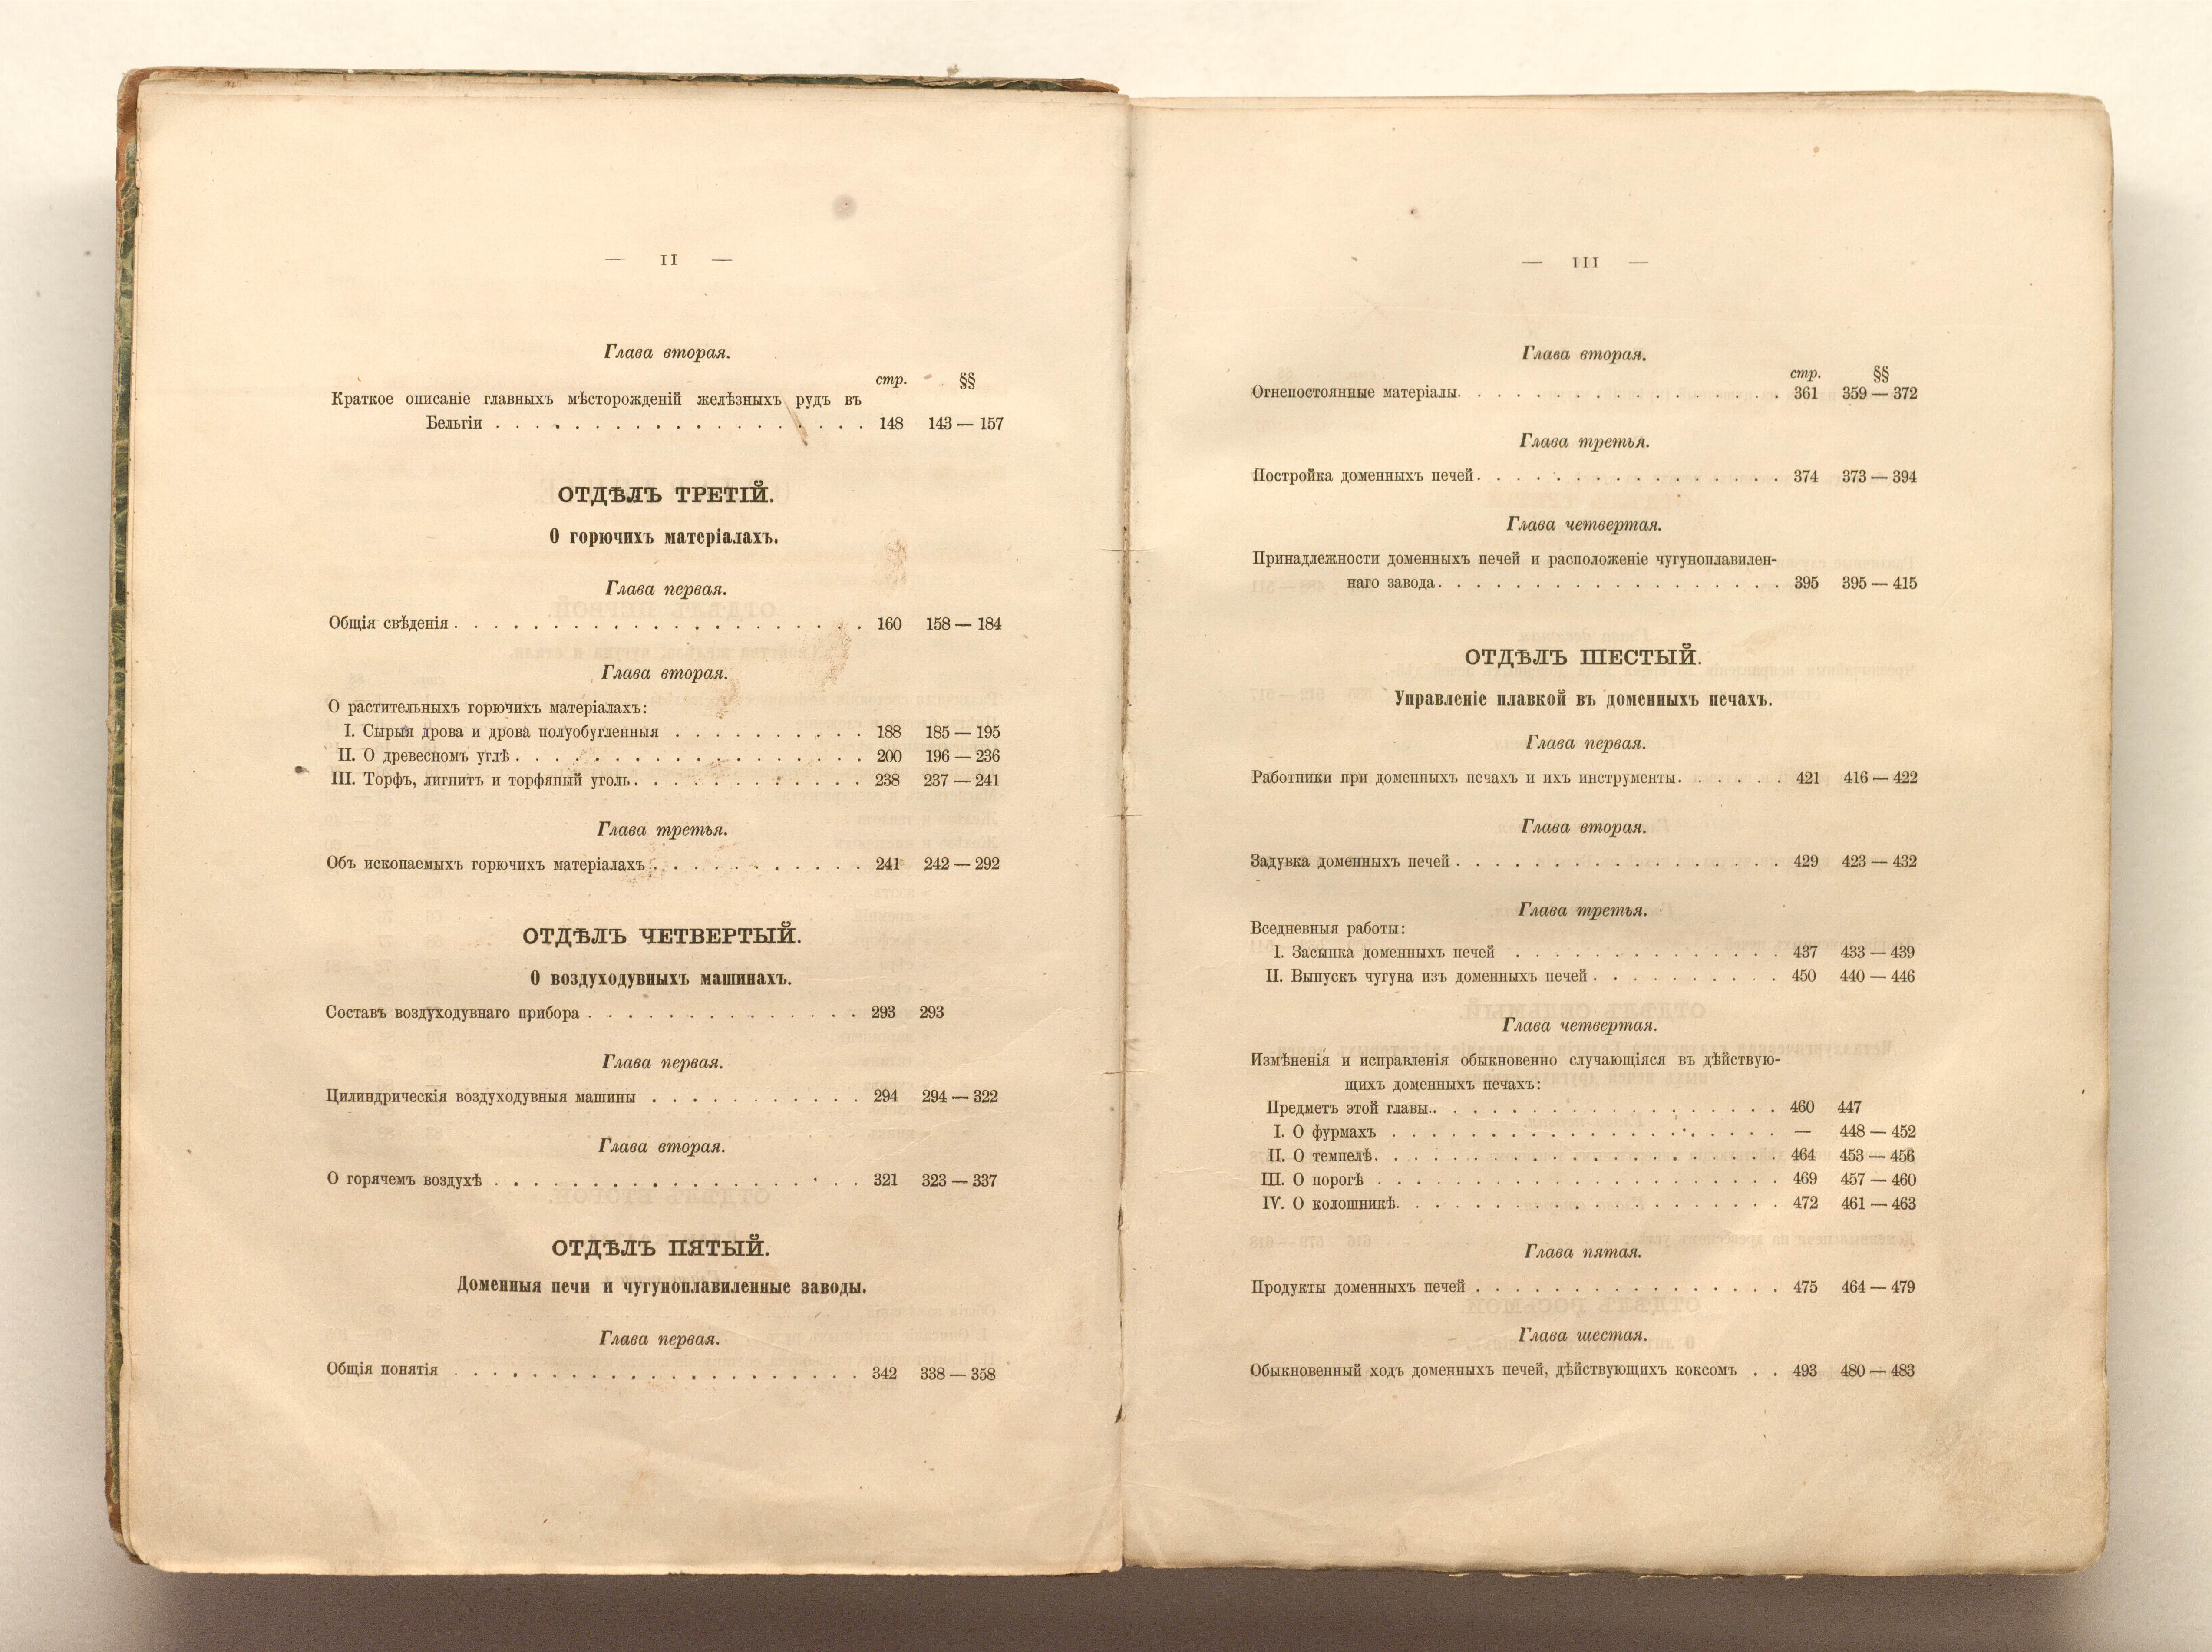 — II —
Глава вторая.
стр. §§
Краткое описаніе главныхъ мѣсторожденій желѣзныхъ рудъ въ
Бельгіи . . . . . . . . . . . . . . . . . . . 148 143 — 157
ОТДѢЛЪ ТРЕТІЙ.
О горючихъ матеріалахъ.
Глава первая.
Общія свѣденія . . . . . . . . . . . . . . . . . . . . . 160 158 — 184
Глава вторая.
О растительныхъ горючихъ матеріалахъ:
I. Сырыя дрова и дрова полуобугленныя . . . . . . . . . . 188 185 — 195
II. О древесномъ углѣ . . . . . . . . . . . . . . . . . . 200 196 — 236
III. Торфъ, лигнитъ и торфяный уголь . . . . . . . . . . . . 238 237 — 241
Глава третья.
Объ ископаемыхъ горючихъ матеріалахъ . . . . . . . . . . . 241 242 — 292
ОТДѢЛЪ ЧЕТВЕРТЫЙ.
О воздуходувныхъ машинахъ.
Составъ воздуходувнаго прибора . . . . . . . . . . . . . . 293 293
Глава первая.
Цилиндрическія воздуходувныя машины . . . . . . . . . . . 294 294 — 322
Глава вторая.
О горячемъ воздухѣ . . . . . . . . . . . . . . . . . . . 321 323 — 337
ОТДѢЛЪ ПЯТЫЙ.
Доменныя печи и чугуноплавиленные заводы.
Глава первая.
Общія понятія . . . . . . . . . . . . . . . . . . . . . 342 338 — 358
— III —
Глава вторая.
стр. §§
Огнепостоянные матеріалы. . . . . . . . . . . . . . . . . 361 359 — 372
Глава третья.
Постройка доменныхъ печей. . . . . . . . . . . . . . . . 374 373 — 394
Глава четвертая.
Принадлежности доменныхъ печей и расположеніе чугуноплавилен-
наго завода. . . . . . . . . . . . . . . . . . 395 395 — 415
ОТДѢЛЪ ШЕСТЫЙ.
Управленіе плавкой въ доменныхъ печахъ.
Глава первая.
Работники при доменныхъ печахъ и ихъ инструменты. . . . . . 421 416 — 422
Глава вторая.
Задувка доменныхъ печей . . . . . . . . . . . . . . . . . 429 423 — 432
Глава третья.
Вседневныя работы:
I. Засыпка доменныхъ печей . . . . . . . . . . . . . . 437 433 — 439
II. Выпускъ чугуна изъ доменныхъ печей . . . . . . . . . . 450 440 — 446
Глава четвертая.
Измѣненія и исправленія обыкновенно случающіяся въ дѣйствую-
щихъ доменныхъ печахъ:
Предметъ этой главы. . . . . . . . . . . . . . . . . . . 460 447
I. О фурмахъ . . . . . . . . . . . . . . . . . . . . — 448 — 452
II. О темпелѣ. . . . . . . . . . . . . . . . . . . . . 464 453 — 456
III. О порогѣ . . . . . . . . . . . . . . . . . . . . . 469 457 — 460
IV. О колошникѣ. . . . . . . . . . . . . . . . . . . . 472 461 — 463
Глава пятая.
Продукты доменныхъ печей . . . . . . . . . . . . . . . . 475 464 — 479
Глава шестая.
Обыкновенный ходъ доменныхъ печей, дѣйствующихъ коксомъ . . 493 480 — 483